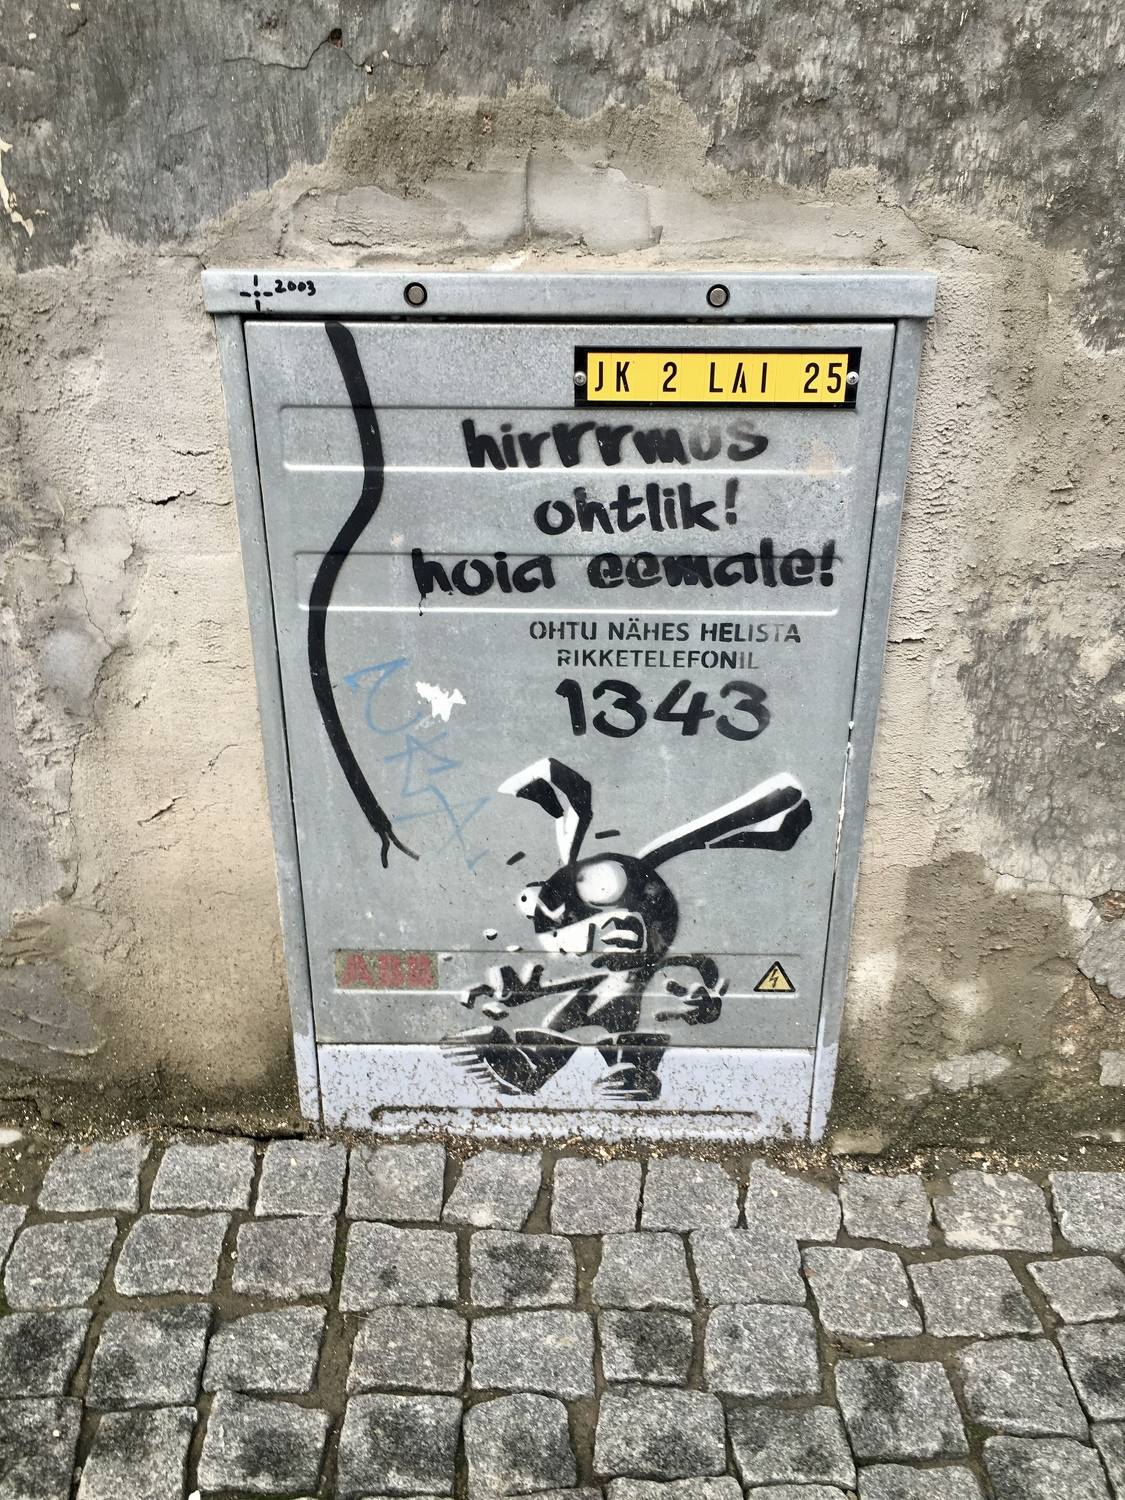 2003
JK 2 LAI 25
hirrrmus
ohtlik!
hoia eemale!
OHTU NÄHES HELISTA
RIKKETELEFONIL
1343
ABB